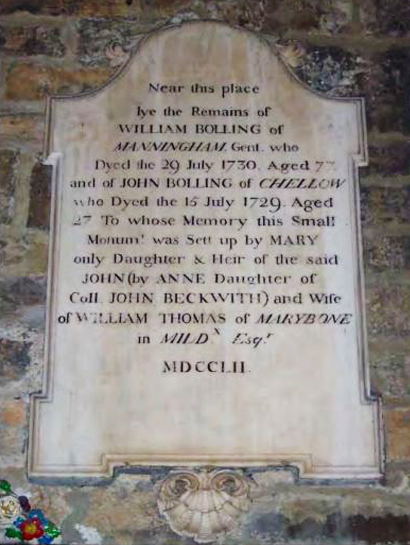 Near this place
lye the Remains of
WILLIAM BOLLING of
MANNINGHAM, Gent. who
Dyed the 29 July 1730. Aged 77
and of JOHN BOLLING of CHELLOW
who Dyed the 15 July 1729. Aged
27 To whose Memory this Small
Monumt was Sett up by MARY
only Daughter & Heir of the said
JOHN (by ANNE Daughter of
Coll. JOHN BECKWITH) and Wife
of WILLIAM THOMAS of MARYBONE
in MILDx Esqr
MDCCLII.